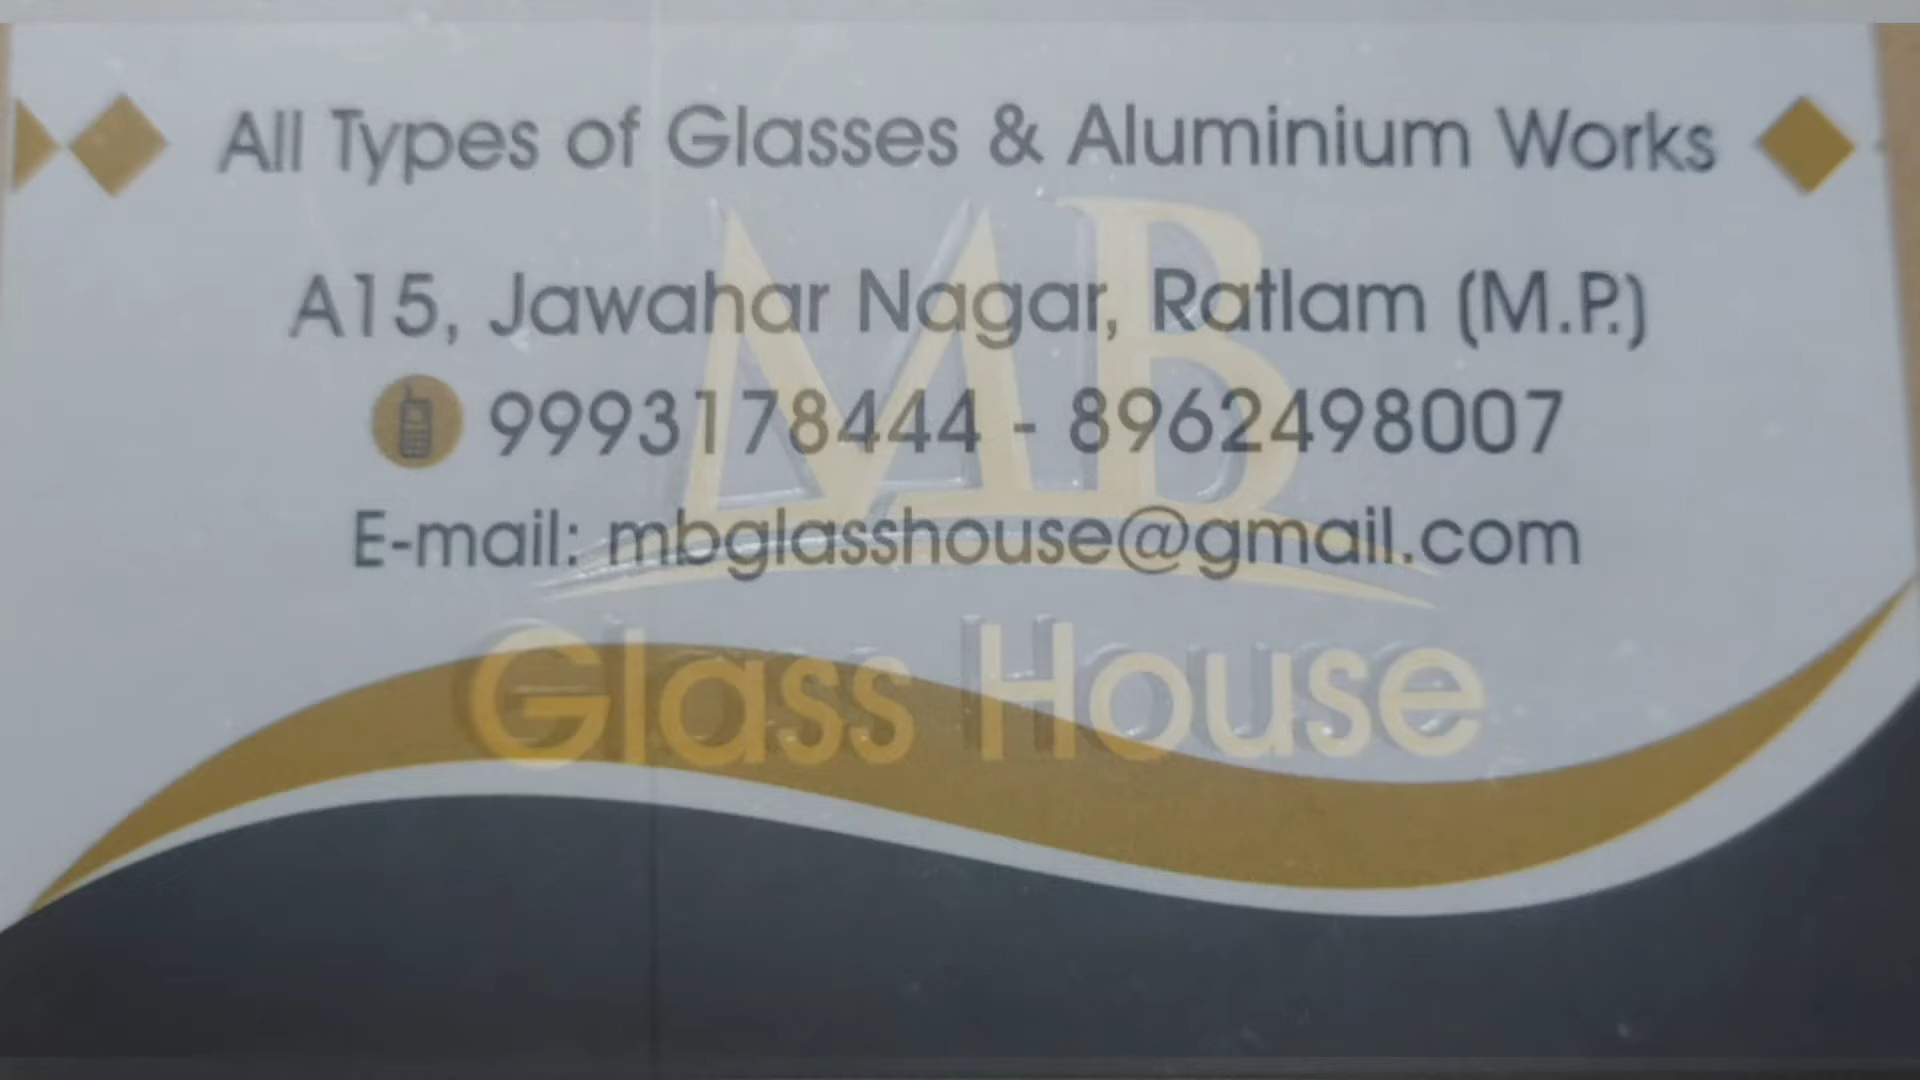 All Types of Glasses & Aluminium Works
A15, Jawahar Nagar, Ratlam (M.P.)
9993178444 - 8962498007
E-mail: mbglasshouse@gmail.com
MB
Glass House